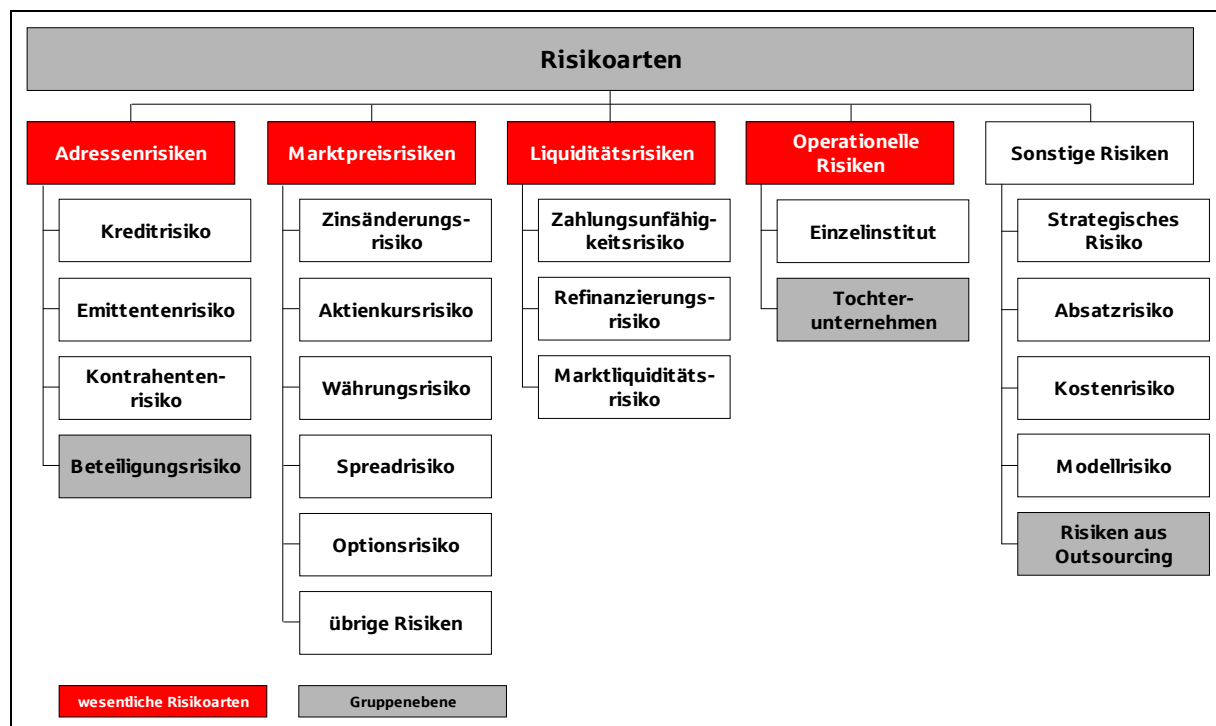 Risikoarten
Adressenrisiken
Kreditrisiko
Emittentenrisiko
Kontrahenten-
risiko
Beteiligungsrisiko
Marktpreisrisiken
Zinsänderungs-
risiko
Aktienkursrisiko
Währungsrisiko
Spreadrisiko
Optionsrisiko
übrige Risiken
Liquiditätsrisiken
Zahlungsunfähig-
keitsrisiko
Refinanzierungs-
risiko
Marktliquiditäts-
risiko
Operationelle
Risiken
Einzelinstitut
Tochter-
unternehmen
Sonstige Risiken
Strategisches
Risiko
Absatzrisiko
Kostenrisiko
Modellrisiko
Risiken aus
Outsourcing
wesentliche Risikoarten
Gruppenebene